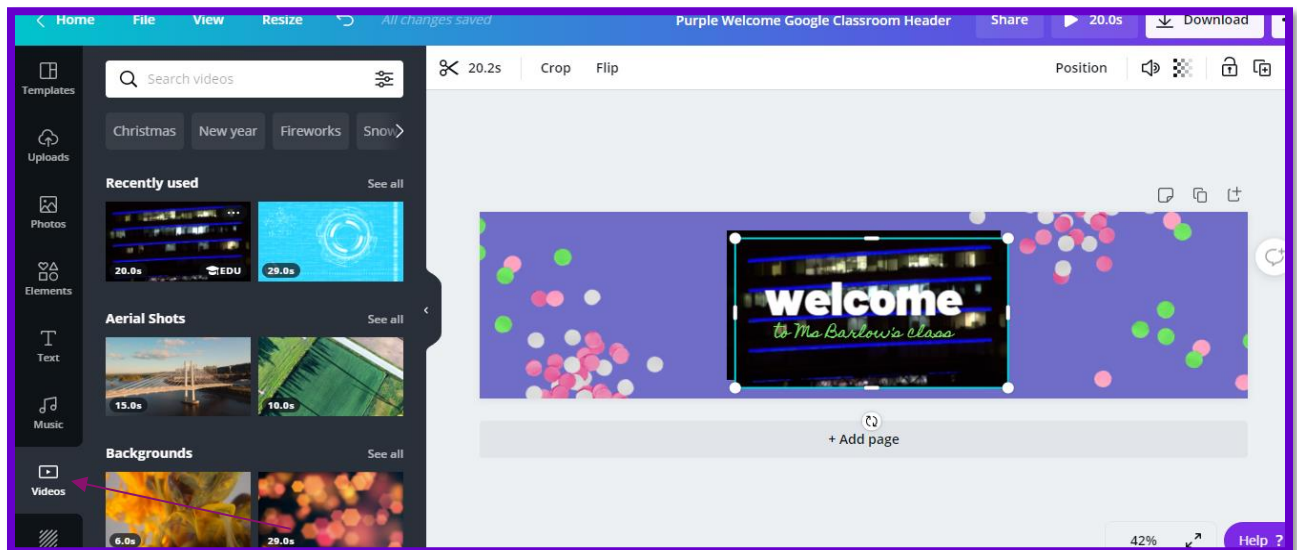 Home File View Resize All changes saved Purple Welcome Google Classroom Header Share 20.0s Download
Templates
Uploads
Photos
Elements
Text
Music
Videos
Search videos
Christmas New year Fireworks Snow
Recently used See all
20.0s EDU 29.0s
Aerial Shots See all
15.0s 10.0s
Backgrounds See all
6.0s 29.0s
20.2s Crop Flip Position
welcome
to Ms Barlow's class
+ Add page
42% Help ?